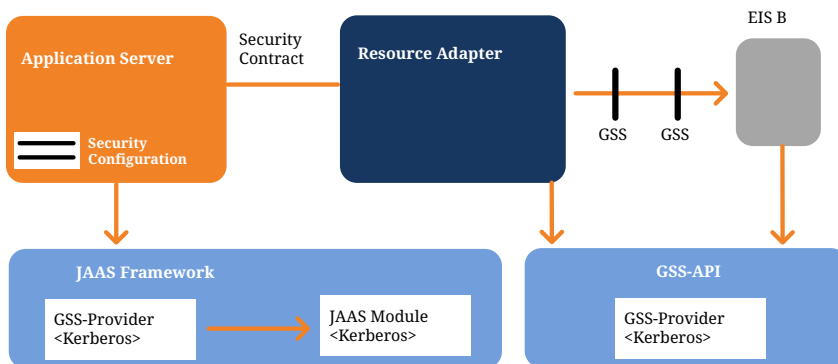 EIS B
Security
Contract
Application Server
Resource Adapter
GSS
GSS
Security
Configuration
JAAS Framework
GSS-API
GSS-Provider
<Kerberos>
JAAS Module
<Kerberos>
GSS-Provider
<Kerberos>